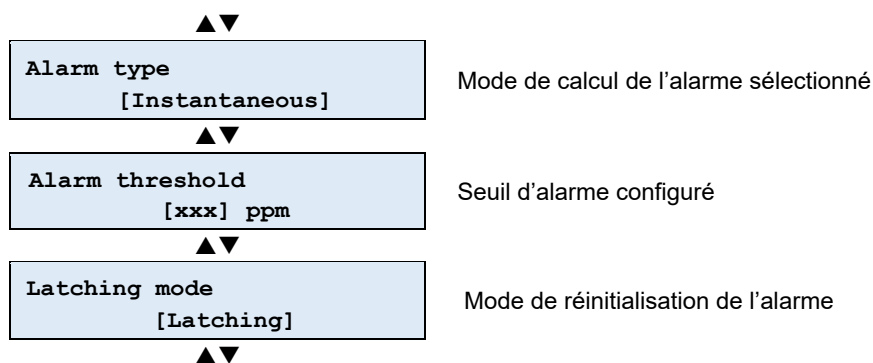 ▲▼
Alarm type
[Instantaneous]
Mode de calcul de l’alarme sélectionné
▲▼
Alarm threshold
[xxx] ppm
Seuil d’alarme configuré
▲▼
Latching mode
[Latching]
Mode de réinitialisation de l’alarme
▲▼